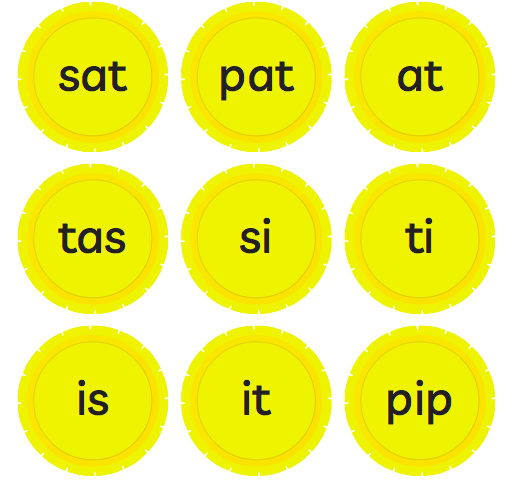 sat pat at
tas si ti
is it pip